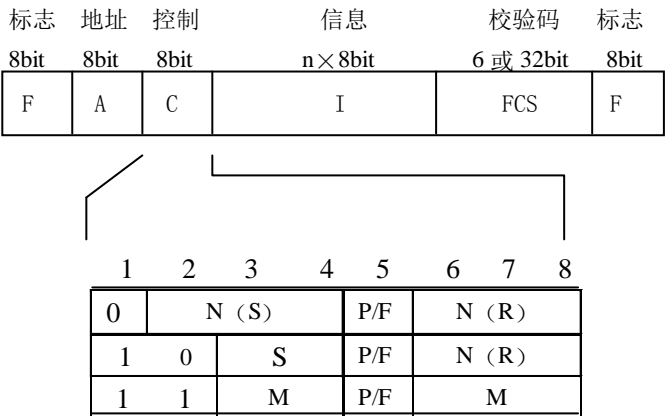 标志 地址 控制 信息 校验码 标志
8bit 8bit 8bit n×8bit 6 或 32bit 8bit
F A C I FCS F
1 2 3 4 5 6 7 8
0 N（S） P/F N（R）
1 0 S P/F N（R）
1 1 M P/F M